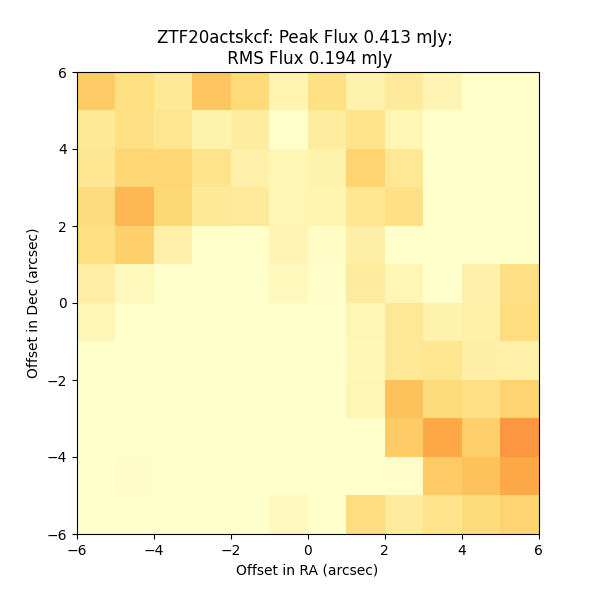 ZTF20actskcf: Peak Flux 0.413 mJy;
RMS Flux 0.194 mJy
6
4
2
0
−2
−4
−6
Offset in Dec (arcsec)
−6 −4 −2 0 2 4 6
Offset in RA (arcsec)